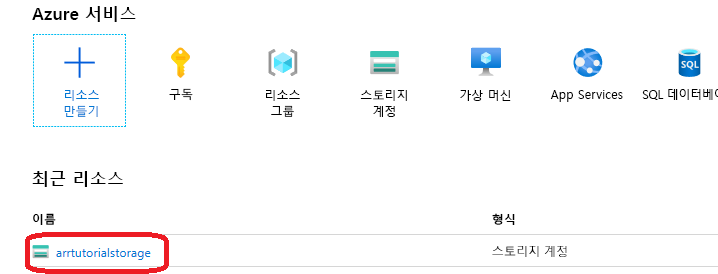 Azure 서비스
리소스 만들기
구독
리소스 그룹
스토리지 계정
가상 머신
App Services
SQL
SQL 데이터베이
최근 리소스
이름 형식
arrtutorialstorage 스토리지 계정